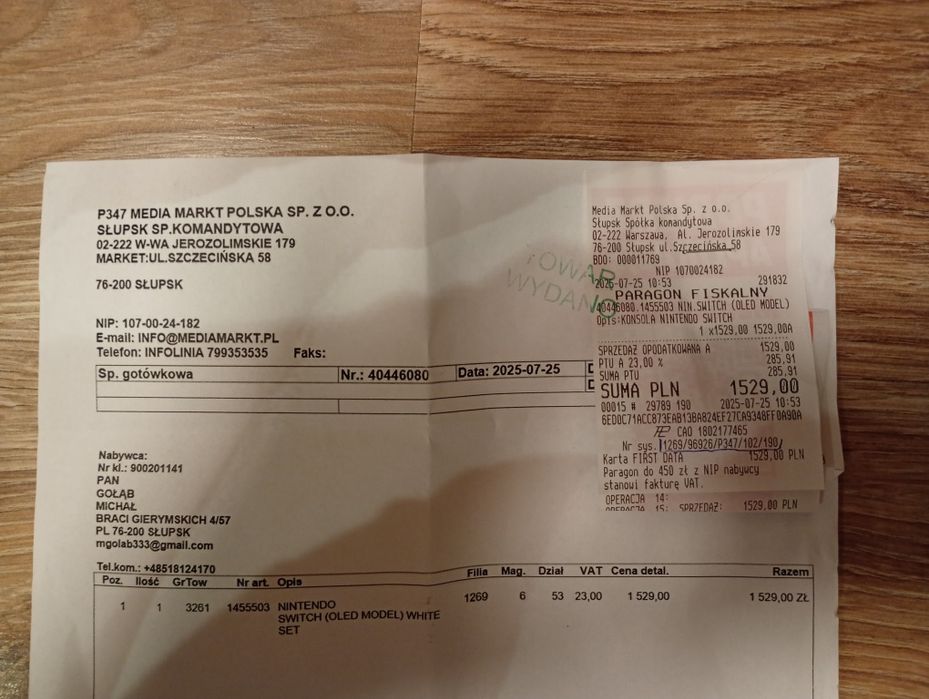 P347 MEDIA MARKT POLSKA SP. Z O.O.
SŁUPSK SP.KOMANDYTOWA
02-222 W-WA JEROZOLIMSKIE 179
MARKET:UL.SZCZECIŃSKA 58
76-200 SŁUPSK
NIP: 107-00-24-182
E-mail: INFO@MEDIAMARKT.PL
Telefon: INFOLINIA 799353535 Faks:
Sp. gotówkowa Nr.: 40446080 Data: 2025-07-25
TOWAR
WYDANO
Media Markt Polska Sp. z o.o.
Słupsk Spółka komandytowa
02-222 Warszawa, Al. Jerozolimskie 179
76-200 Słupsk ul.Szczecińska 58
BDO: 000011769
NIP 1070024182
2025-07-25 10:53 291832
PARAGON FISKALNY
40446080.1455503 NIN.SWITCH (OLED MODEL)
Opis:KONSOLA NINTENDO SWITCH
1 x1529,00 1529,00A
SPRZEDAŻ OPODATKOWANA A 1529,00
PTU A 23,00 % 285,91
SUMA PTU 285,91
SUMA PLN 1529,00
00015 # 29789 190 2025-07-25 10:53
6ED0C71ACC873EAB13BA824EF27CA9348FF0A90A
CAO 1802177465
Nr sys. 1269/96926/P347/102/190
Karta FIRST DATA 1529,00 PLN
Paragon do 450 zł z NIP nabywcy
stanowi fakturę VAT.
OPERACJA 14:
OPERACJA 15: SPRZEDAŻ: 1529,00 PLN
Nabywca:
Nr kl.: 900201141
PAN
GOŁĄB
MICHAŁ
BRACI GIERYMSKICH 4/57
PL 76-200 SŁUPSK
mgolab333@gmail.com
Tel.kom.: +48518124170
Poz. Ilość GrTow Nr art. Opis Filia Mag. Dział VAT Cena detal. Razem
1 1 3261 1455503 NINTENDO 1269 6 53 23,00 1 529,00 1 529,00 ZŁ
SWITCH (OLED MODEL) WHITE
SET